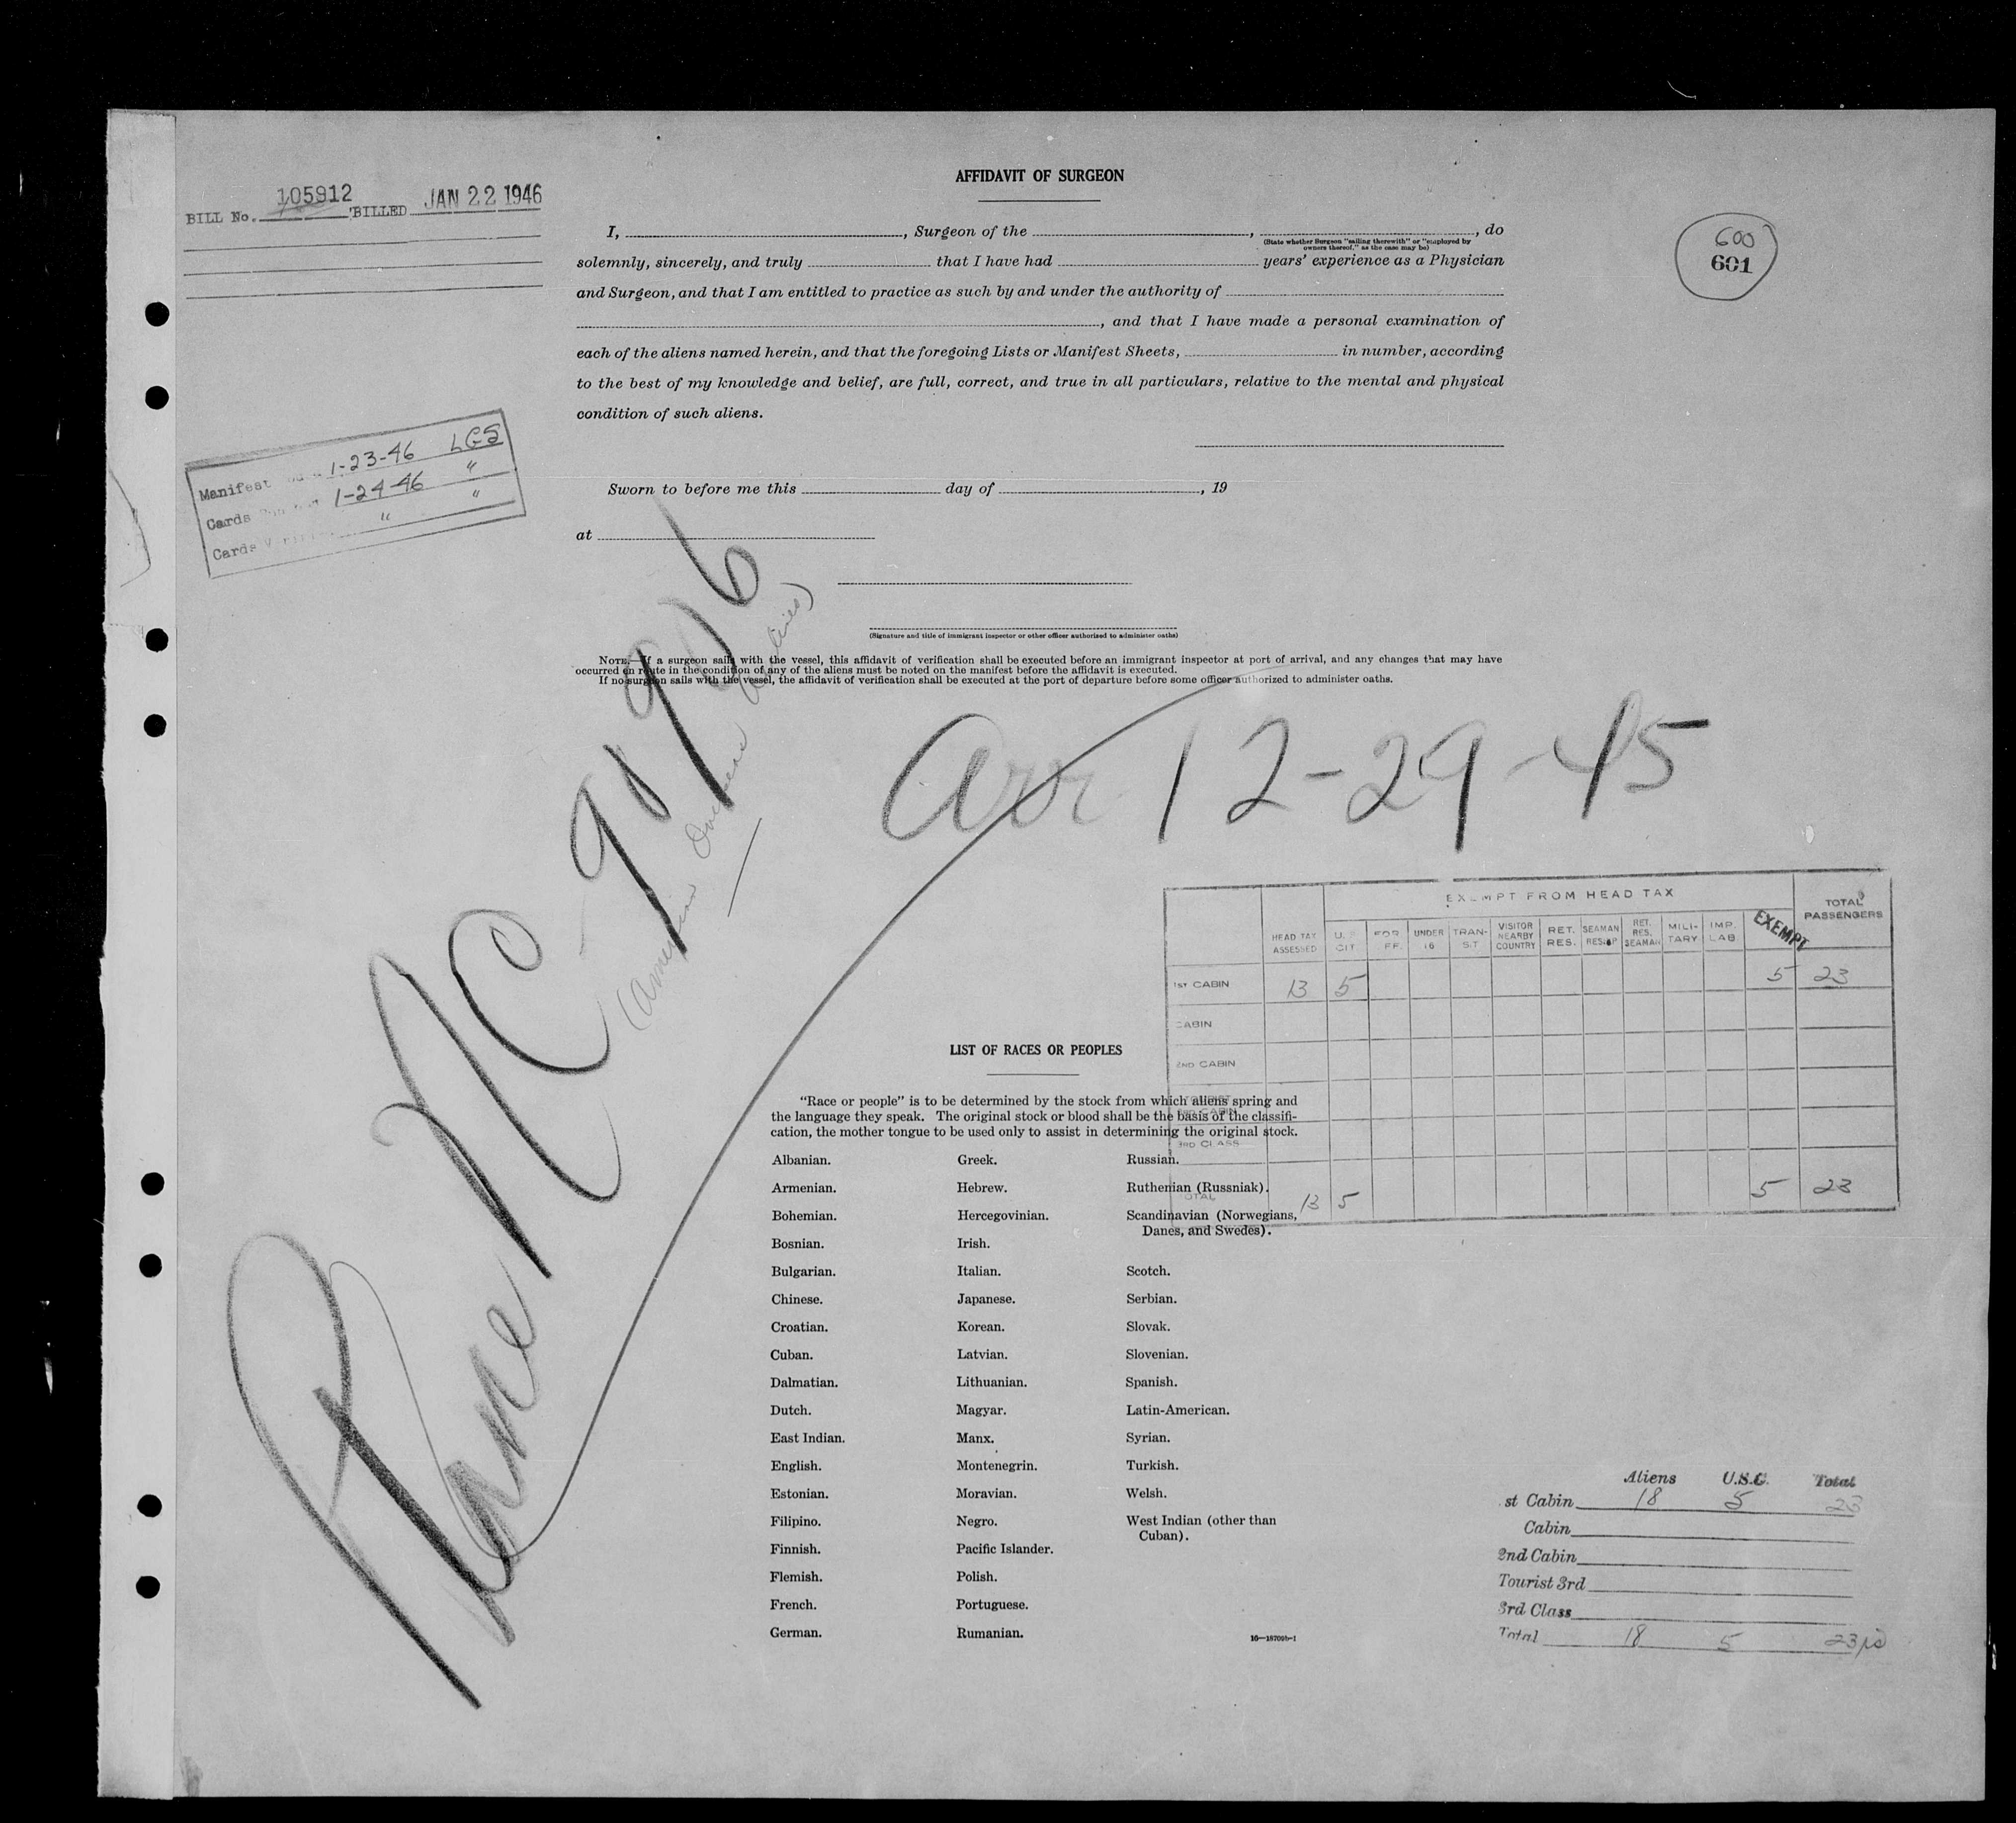 105912
BILL No. BILLED JAN 22 1946
AFFIDAVIT OF SURGEON
600
601
I, , Surgeon of the , , do
(State whether Surgeon "sailing therewith" or "employed by
owners thereof," as the case may be)
solemnly, sincerely, and truly that I have had years' experience as a Physician
and Surgeon, and that I am entitled to practice as such by and under the authority of
, and that I have made a personal examination of
each of the aliens named herein, and that the foregoing Lists or Manifest Sheets, in number, according
to the best of my knowledge and belief, are full, correct, and true in all particulars, relative to the mental and physical
condition of such aliens.
Manifest 1-23-46 LGS
Cards 1-24-46 "
Cards " "
Sworn to before me this day of , 19
at
(Signature and title of immigrant inspector or other officer authorized to administer oaths)
NOTE.—If a surgeon sails with the vessel, this affidavit of verification shall be executed before an immigrant inspector at port of arrival, and any changes that may have
occurred en route in the condition of any of the aliens must be noted on the manifest before the affidavit is executed.
If no surgeon sails with the vessel, the affidavit of verification shall be executed at the port of departure before some officer authorized to administer oaths.
Plane NC
(American Overseas Airlines)
Arr 12-29-45
EXEMPT FROM HEAD TAX
HEAD TAX ASSESSED U.S. CIT FOR. OFF. UNDER 16 TRANSIT VISITOR NEARBY COUNTRY RET. RES. SEAMAN RET. RES. SEAMAN MILITARY IMP. LAB. EXEMPT TOTAL PASSENGERS
1ST CABIN 13 5 5 23
CABIN
2ND CABIN
TOURIST
3RD CABIN
3RD CLASS
TOTAL 13 5 5 23
LIST OF RACES OR PEOPLES
"Race or people" is to be determined by the stock from which aliens spring and
the language they speak. The original stock or blood shall be the basis of the classifi-
cation, the mother tongue to be used only to assist in determining the original stock.
Albanian. Greek. Russian.
Armenian. Hebrew. Ruthenian (Russniak).
Bohemian. Hercegovinian. Scandinavian (Norwegians,
Danes, and Swedes).
Bosnian. Irish.
Bulgarian. Italian. Scotch.
Chinese. Japanese. Serbian.
Croatian. Korean. Slovak.
Cuban. Latvian. Slovenian.
Dalmatian. Lithuanian. Spanish.
Dutch. Magyar. Latin-American.
East Indian. Manx. Syrian.
English. Montenegrin. Turkish.
Estonian. Moravian. Welsh.
Filipino. Negro. West Indian (other than
Cuban).
Finnish. Pacific Islander.
Flemish. Polish.
French. Portuguese.
German. Rumanian.
16—18709b-1
Aliens U.S.C. Total
st Cabin 18 5 23
Cabin
2nd Cabin
Tourist 3rd
3rd Class
Total 18 5 23